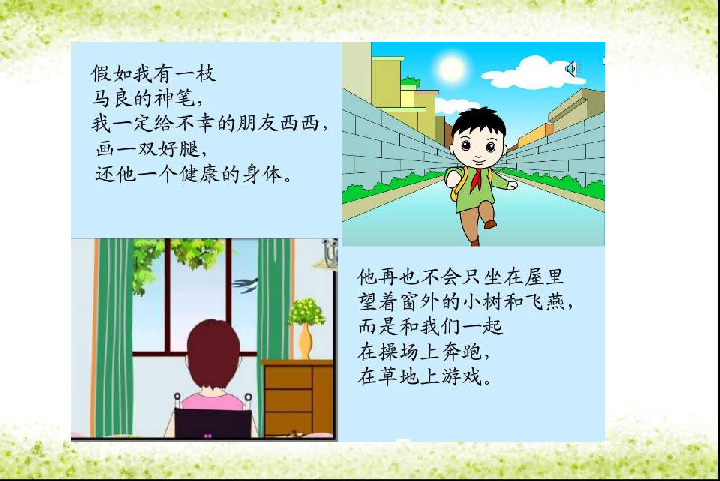 假如我有一枝
马良的神笔，
我一定给不幸的朋友西西，
画一双好腿，
还他一个健康的身体。
他再也不会只坐在屋里
望着窗外的小树和飞燕，
而是和我们一起
在操场上奔跑，
在草地上游戏。